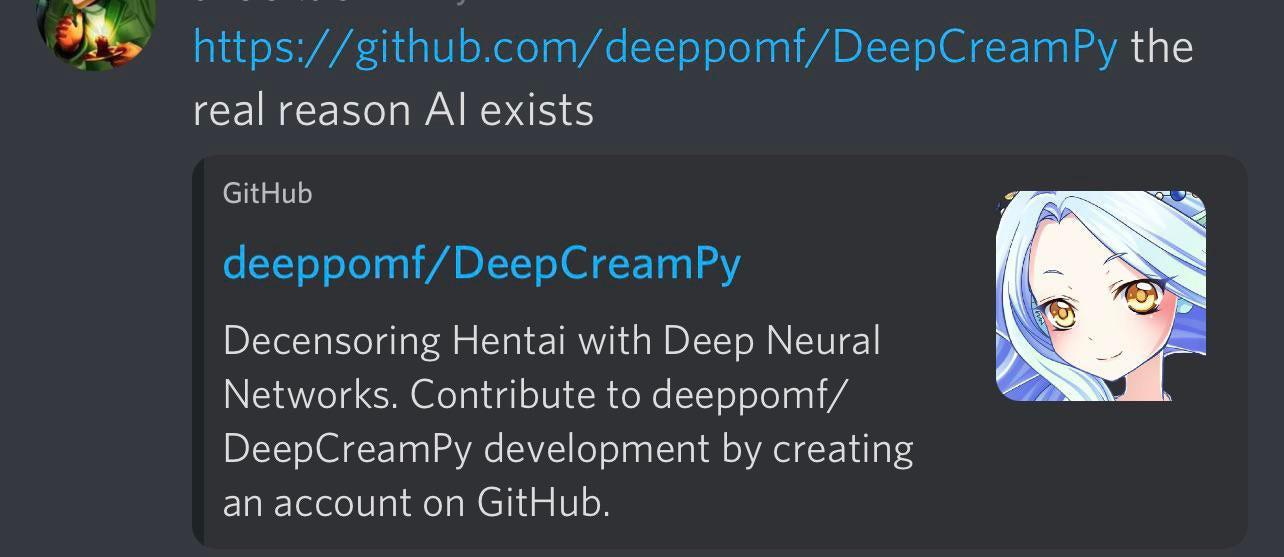 https://github.com/deeppomf/DeepCreamPy the
real reason AI exists
GitHub
deeppomf/DeepCreamPy
Decensoring Hentai with Deep Neural
Networks. Contribute to deeppomf/
DeepCreamPy development by creating
an account on GitHub.